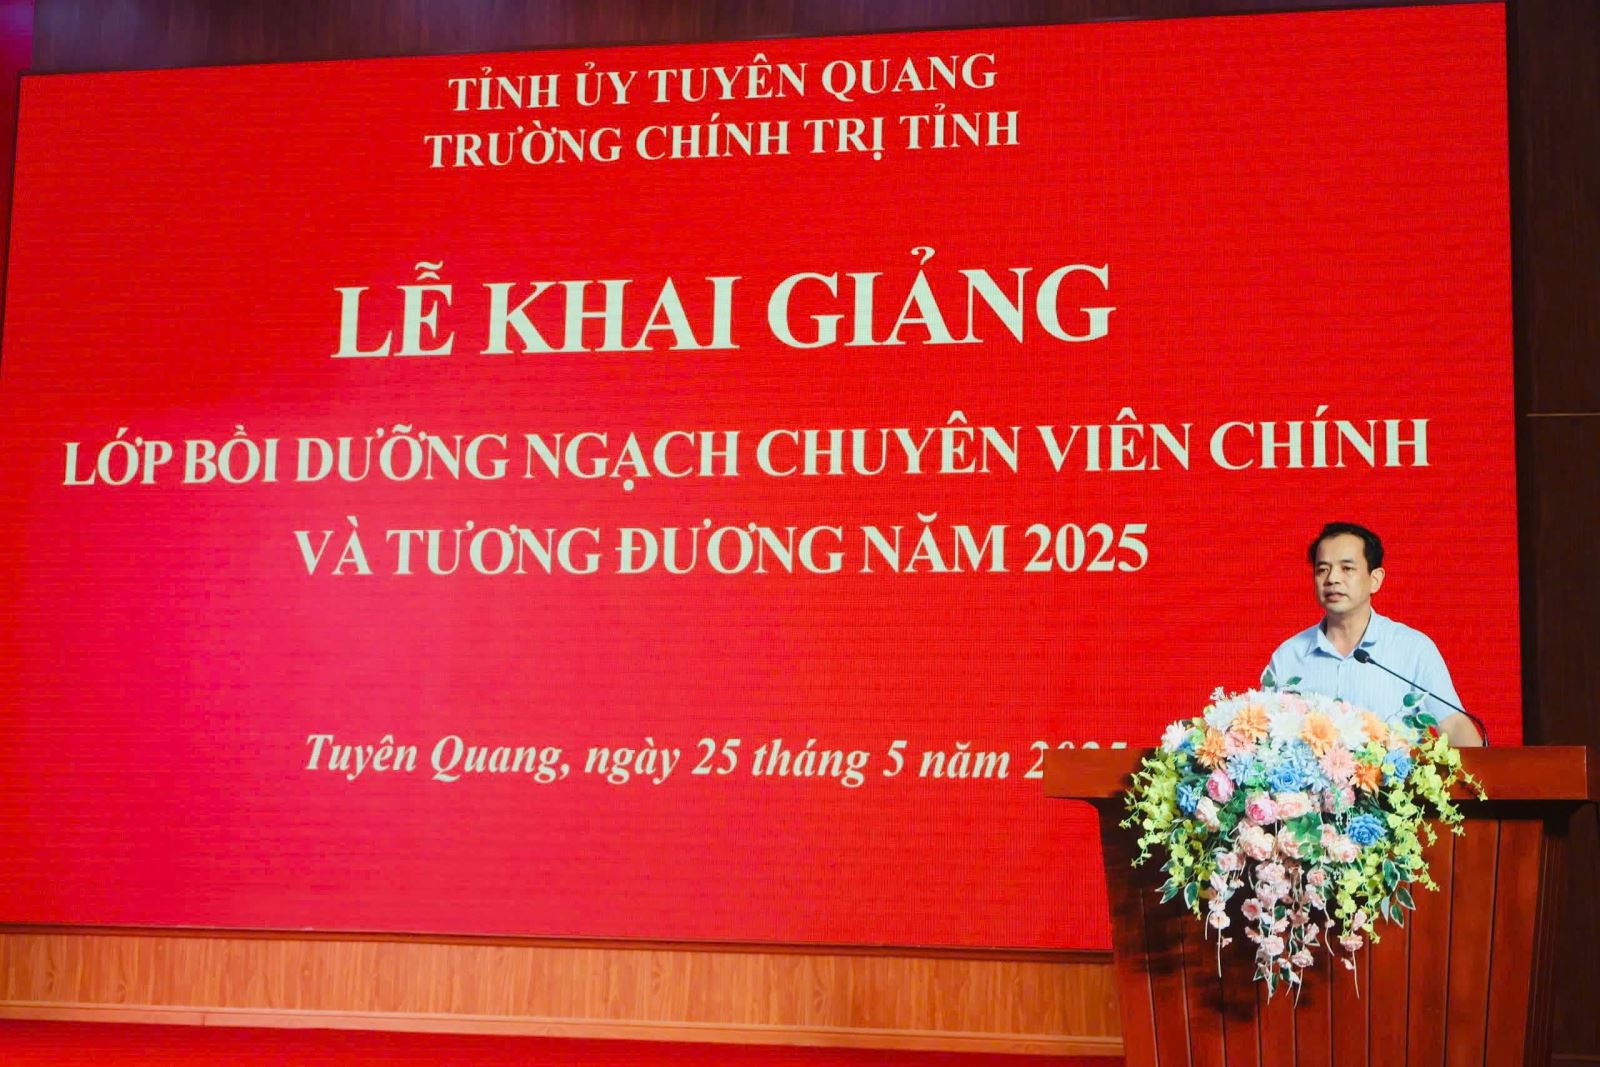 TỈNH ỦY TUYÊN QUANG
TRƯỜNG CHÍNH TRỊ TỈNH
LỄ KHAI GIẢNG
LỚP BỒI DƯỠNG NGẠCH CHUYÊN VIÊN CHÍNH
VÀ TƯƠNG ĐƯƠNG NĂM 2025
Tuyên Quang, ngày 25 tháng 5 năm 2025